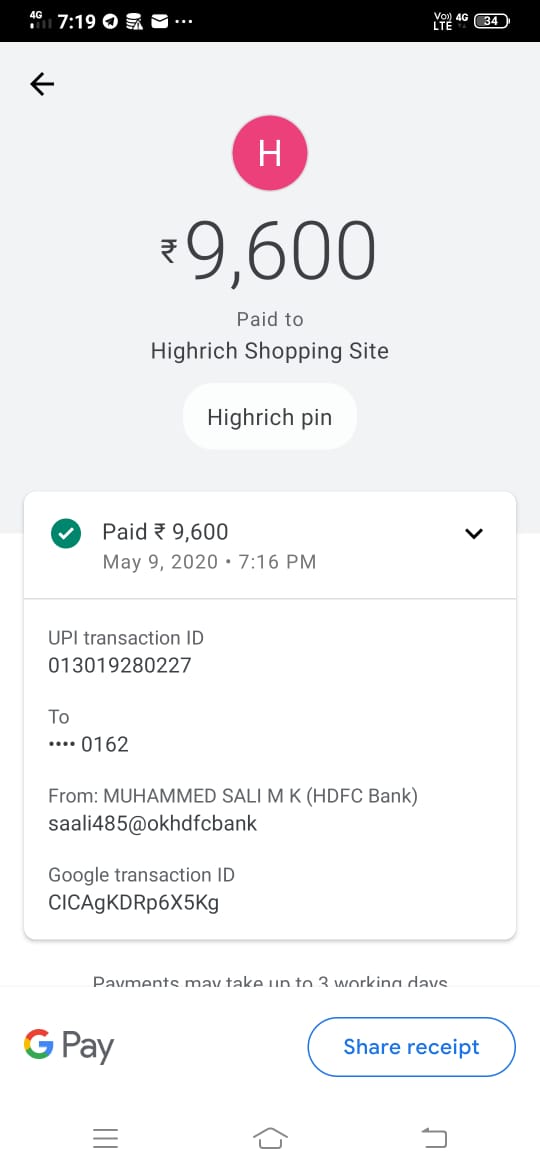 4G 7:19 ...
Vo)) LTE 4G 34
H
₹9,600
Paid to
Highrich Shopping Site
Highrich pin
Paid ₹ 9,600
May 9, 2020 • 7:16 PM
UPI transaction ID
013019280227
To
•••• 0162
From: MUHAMMED SALI M K (HDFC Bank)
saali485@okhdfcbank
Google transaction ID
CICAgKDRp6X5Kg
Payments may take up to 3 working days
G Pay
Share receipt